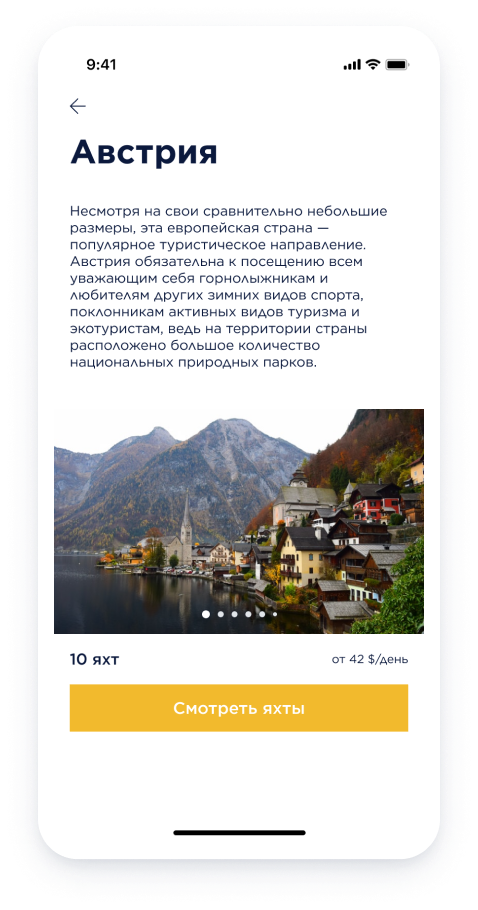 9:41
Австрия
Несмотря на свои сравнительно небольшие
размеры, эта европейская страна —
популярное туристическое направление.
Австрия обязательна к посещению всем
уважающим себя горнолыжникам и
любителям других зимних видов спорта,
поклонникам активных видов туризма и
экотуристам, ведь на территории страны
расположено большое количество
национальных природных парков.
10 яхт
от 42 $/день
Смотреть яхты